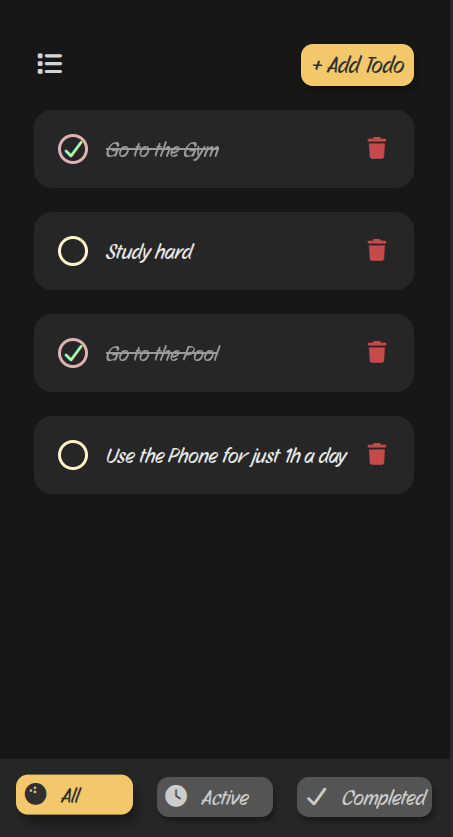 + Add Todo
Go to the Gym
Study hard
Go to the Pool
Use the Phone for just 1h a day
All
Active
Completed